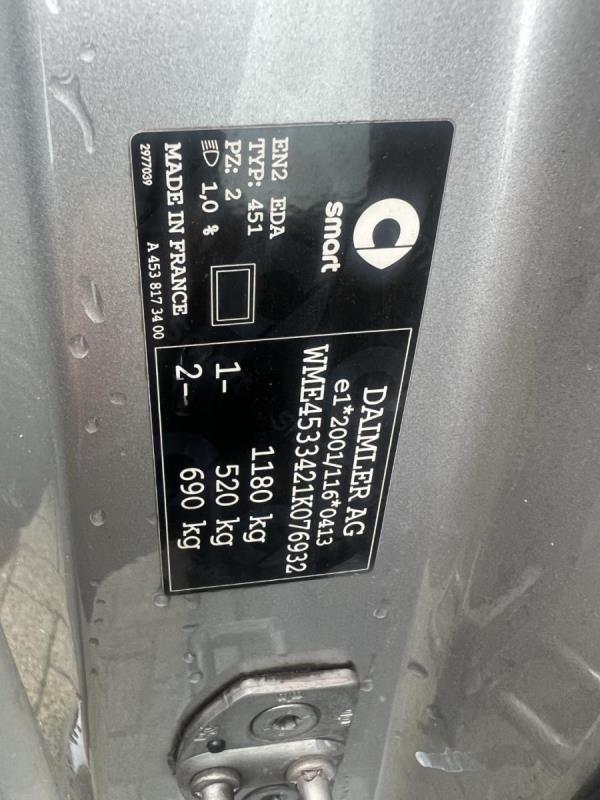 smart
EN2 EDA
TYP: 451
PZ: 2
1,0 %
MADE IN FRANCE
2977039
A 453 817 34 00
DAIMLER AG
e1*2001/116*0413
WME4533421K076932
1180 kg
1- 520 kg
2- 690 kg